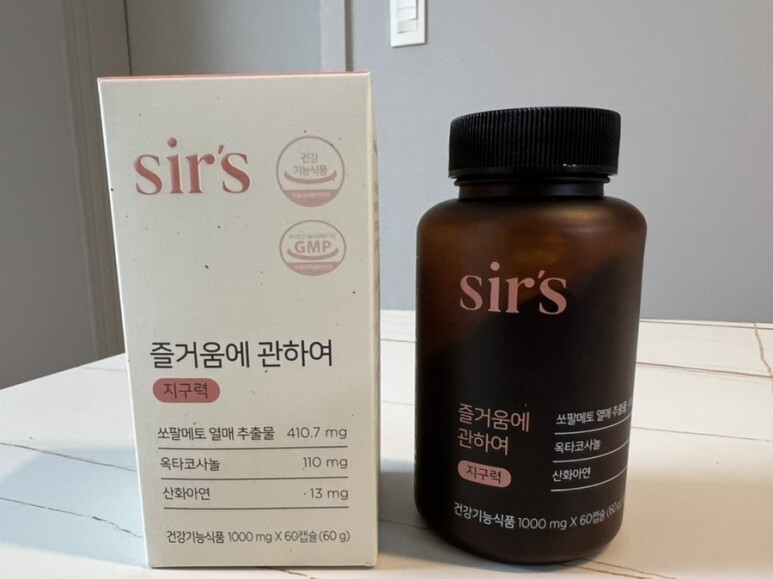 sir's
건강
기능식품
GMP
즐거움에 관하여
지구력
쏘팔메토 열매 추출물 410.7 mg
옥타코사놀 110 mg
산화아연 13 mg
건강기능식품 1000 mg X 60캡슐(60 g)
sir's
즐거움에
관하여
지구력
쏘팔메토 열매 추출물
옥타코사놀
산화아연
건강기능식품 1000 mg X 60캡슐(60 g)